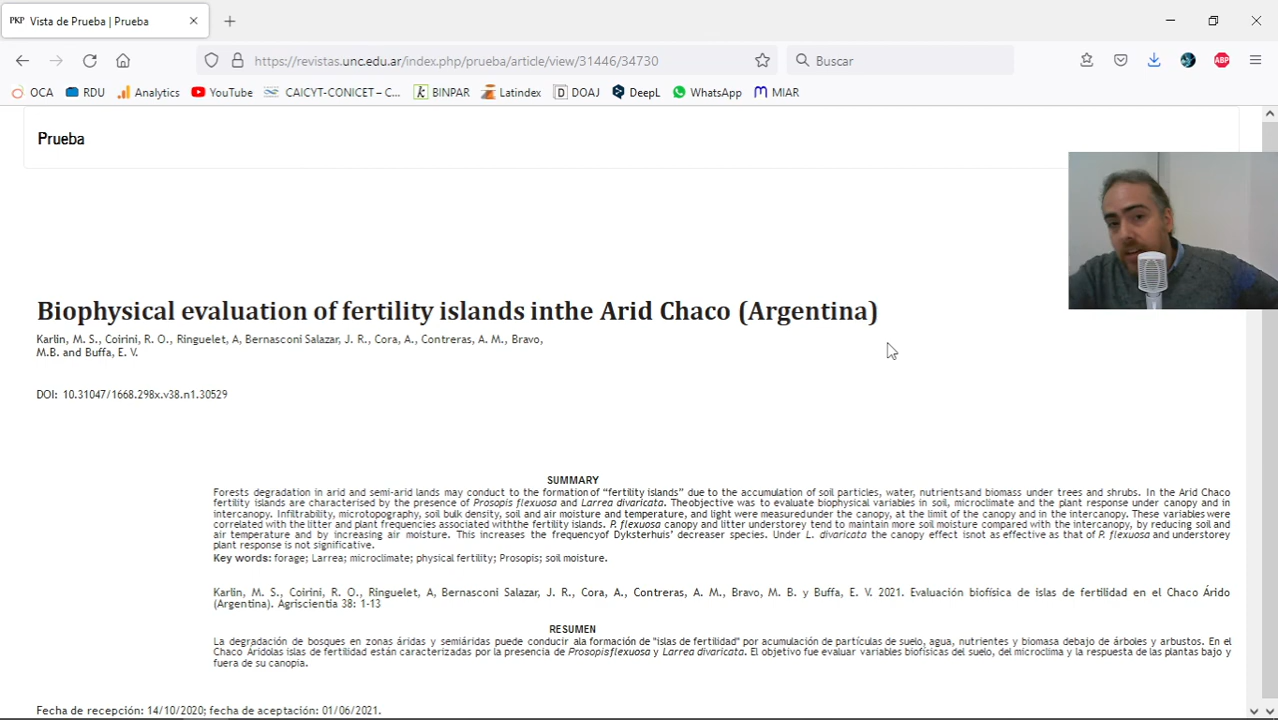 PKP Vista de Prueba | Prueba
https://revistas.unc.edu.ar/index.php/prueba/article/view/31446/34730
Buscar
ABP
OCA RDU Analytics YouTube CAICYT-CONICET – C... BINPAR Latindex DOAJ DeepL WhatsApp MIAR
Prueba
Biophysical evaluation of fertility islands inthe Arid Chaco (Argentina)
Karlin, M. S., Coirini, R. O., Ringuelet, A, Bernasconi Salazar, J. R., Cora, A., Contreras, A. M., Bravo,
M.B. and Buffa, E. V.
DOI: 10.31047/1668.298x.v38.n1.30529
SUMMARY
Forests degradation in arid and semi-arid lands may conduct to the formation of “fertility islands” due to the accumulation of soil particles, water, nutrientsand biomass under trees and shrubs. In the Arid Chaco
fertility islands are characterised by the presence of Prosopis flexuosa and Larrea divaricata. Theobjective was to evaluate biophysical variables in soil, microclimate and the plant response under canopy and in
intercanopy. Infiltrability, microtopography, soil bulk density, soil and air moisture and temperature, and light were measuredunder the canopy, at the limit of the canopy and in the intercanopy. These variables were
correlated with the litter and plant frequencies associated withthe fertility islands. P. flexuosa canopy and litter understorey tend to maintain more soil moisture compared with the intercanopy, by reducing soil and
air temperature and by increasing air moisture. This increases the frequencyof Dyksterhuis’ decreaser species. Under L. divaricata the canopy effect isnot as effective as that of P. flexuosa and understorey
plant response is not significative.
Key words: forage; Larrea; microclimate; physical fertility; Prosopis; soil moisture.
Karlin, M. S., Coirini, R. O., Ringuelet, A, Bernasconi Salazar, J. R., Cora, A., Contreras, A. M., Bravo, M. B. y Buffa, E. V. 2021. Evaluación biofísica de islas de fertilidad en el Chaco Árido
(Argentina). Agriscientia 38: 1-13
RESUMEN
La degradación de bosques en zonas áridas y semiáridas puede conducir ala formación de "islas de fertilidad" por acumulación de partículas de suelo, agua, nutrientes y biomasa debajo de árboles y arbustos. En el
Chaco Áridolas islas de fertilidad están caracterizadas por la presencia de Prosopisflexuosa y Larrea divaricata. El objetivo fue evaluar variables biofísicas del suelo, del microclima y la respuesta de las plantas bajo y
fuera de su canopia.
Fecha de recepción: 14/10/2020; fecha de aceptación: 01/06/2021.